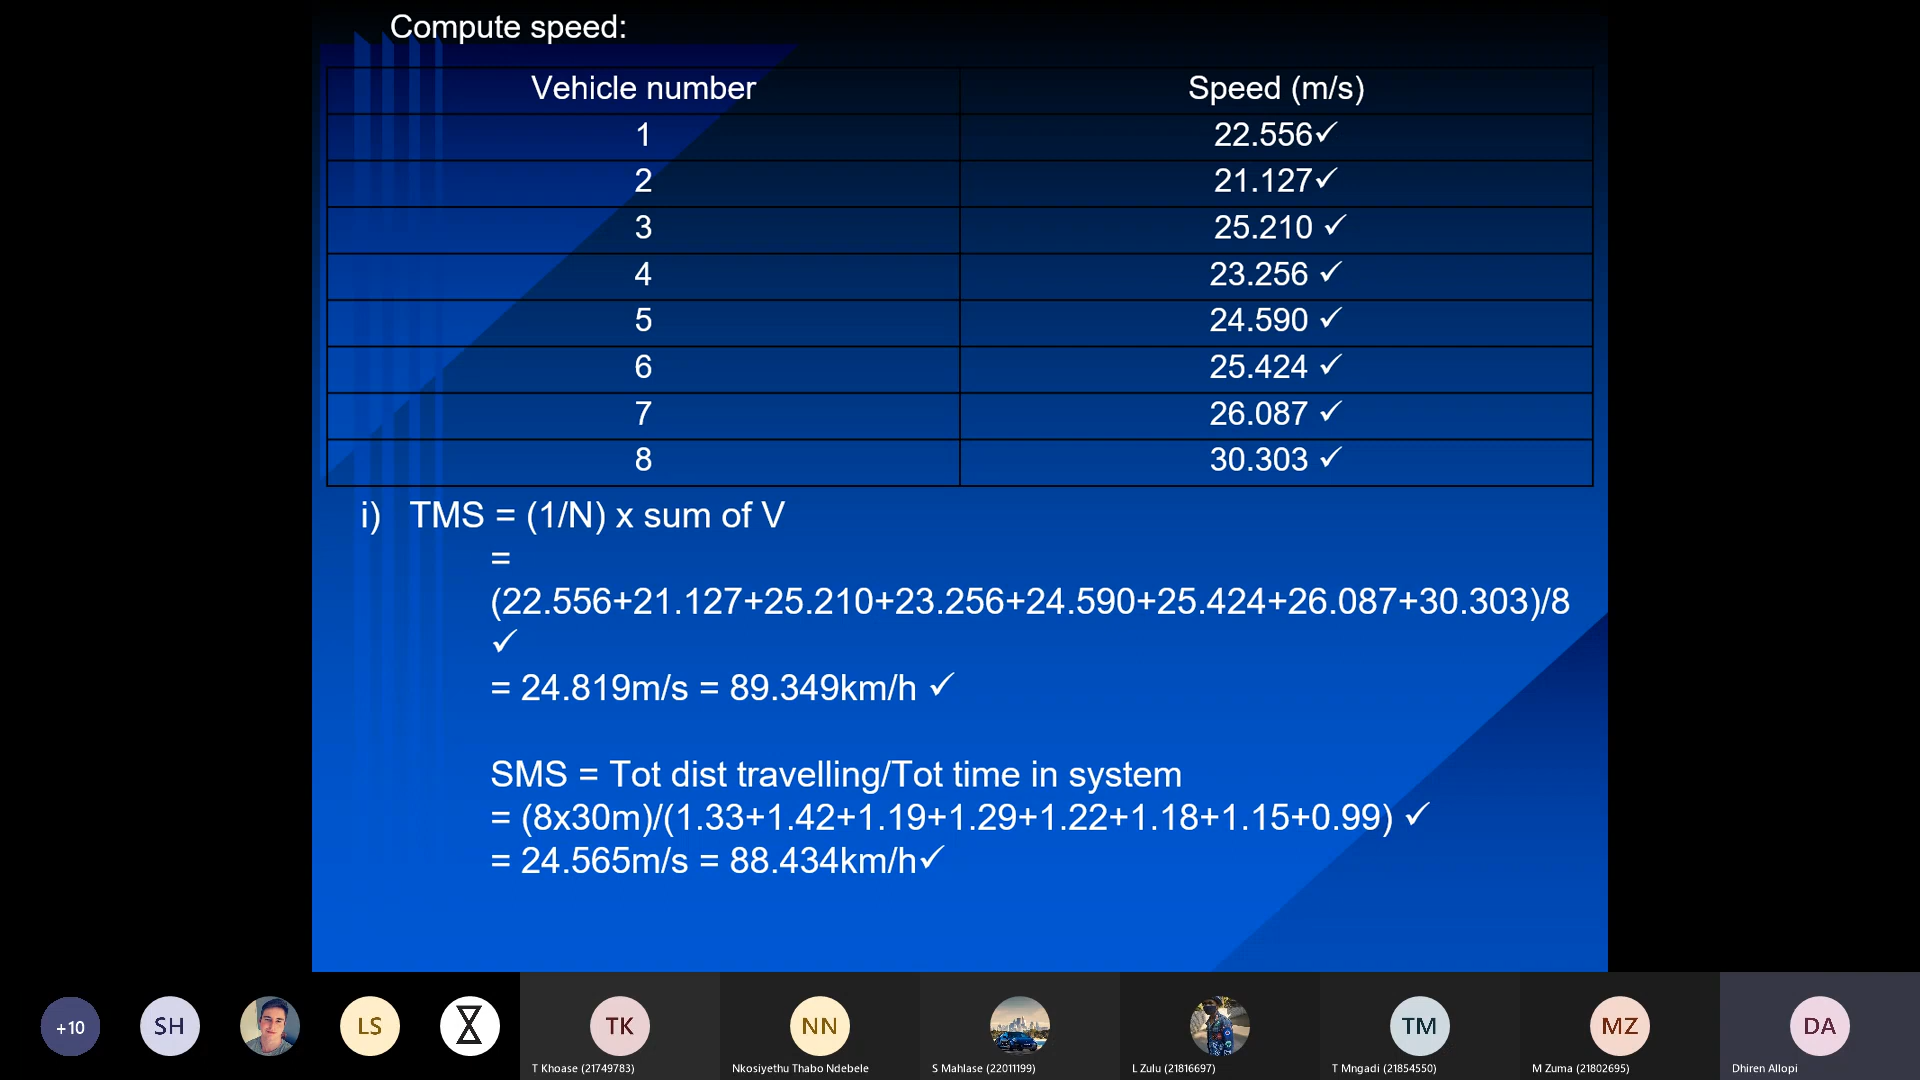 Compute speed:
Vehicle number Speed (m/s)
1 22.556✓
2 21.127✓
3 25.210 ✓
4 23.256 ✓
5 24.590 ✓
6 25.424 ✓
7 26.087 ✓
8 30.303 ✓
i) TMS = (1/N) x sum of V
=
(22.556+21.127+25.210+23.256+24.590+25.424+26.087+30.303)/8
✓
= 24.819m/s = 89.349km/h ✓
SMS = Tot dist travelling/Tot time in system
= (8x30m)/(1.33+1.42+1.19+1.29+1.22+1.18+1.15+0.99) ✓
= 24.565m/s = 88.434km/h✓
+10 SH LS TK NN TM MZ DA
T Khoase (21749783) Nkosiyethu Thabo Ndebele S Mahlase (22011199) L Zulu (21816697) T Mngadi (21854550) M Zuma (21802695) Dhiren Allopi